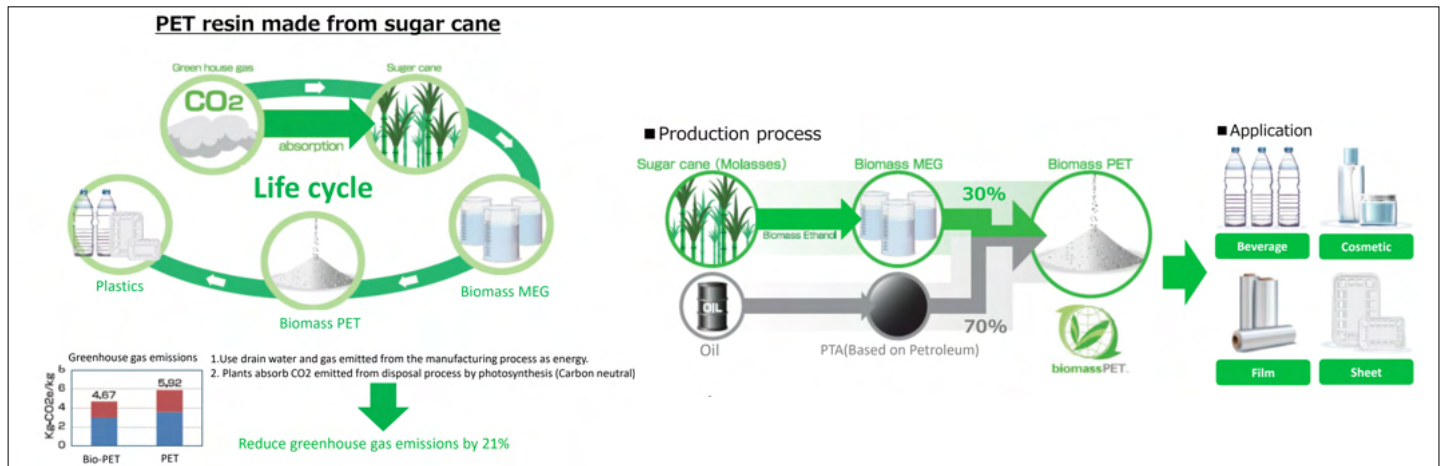 PET resin made from sugar cane
Green house gas
Sugar cane
CO2
absorption
Life cycle
Plastics
Biomass MEG
Biomass PET
Greenhouse gas emissions
Kg-CO2e/kg
8
6
4
2
0
4,67
5,92
Bio-PET
PET
1.Use drain water and gas emitted from the manufacturing process as energy.
2. Plants absorb CO2 emitted from disposal process by photosynthesis (Carbon neutral)
Reduce greenhouse gas emissions by 21%
■Production process
Sugar cane (Molasses)
Biomass MEG
Biomass PET
30%
Biomass Ethanol
OIL
70%
Oil
PTA(Based on Petroleum)
biomassPET.
■Application
Beverage
Cosmetic
Film
Sheet